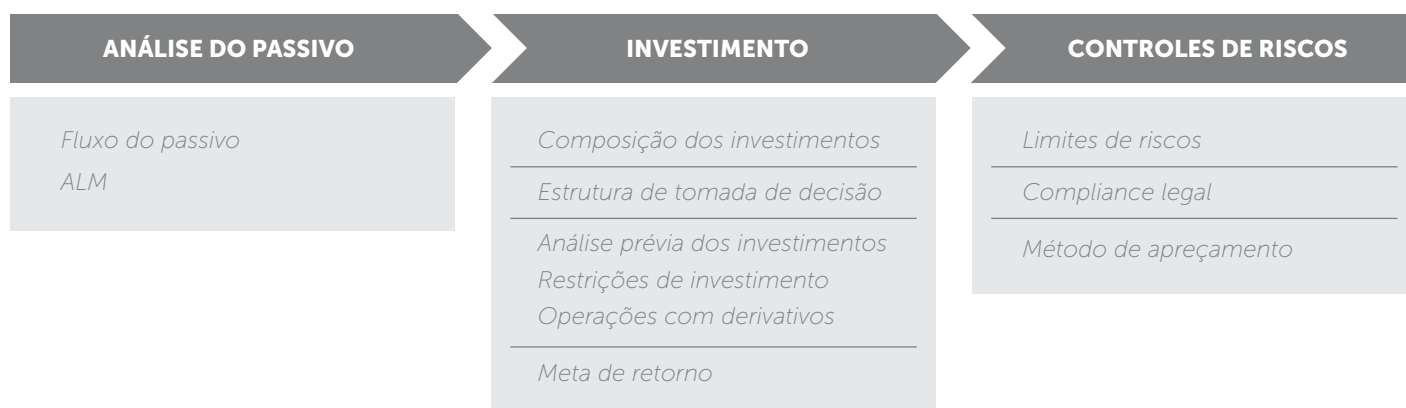 ANÁLISE DO PASSIVO
Fluxo do passivo
ALM
INVESTIMENTO
Composição dos investimentos
Estrutura de tomada de decisão
Análise prévia dos investimentos
Restrições de investimento
Operações com derivativos
Meta de retorno
CONTROLES DE RISCOS
Limites de riscos
Compliance legal
Método de apreçamento